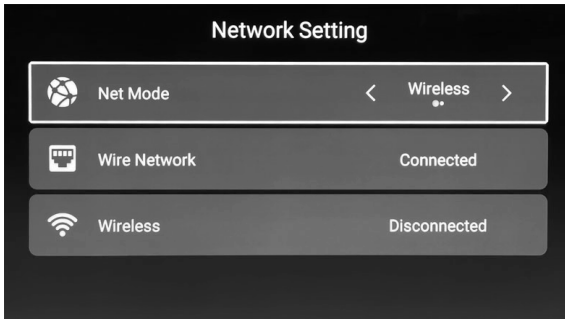 Network Setting
Net Mode
Wireless
Wire Network
Connected
Wireless
Disconnected